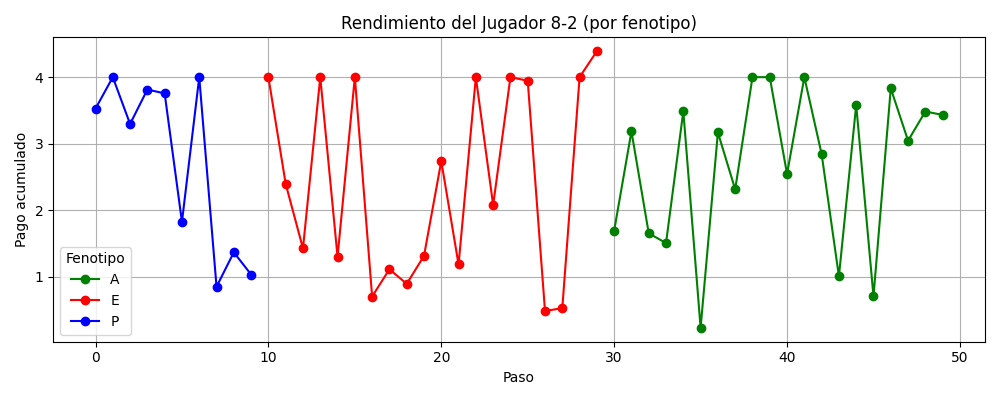 Rendimiento del Jugador 8-2 (por fenotipo)
Pago acumulado
4
3
2
1
Fenotipo
A
E
P
0 10 20 30 40 50
Paso